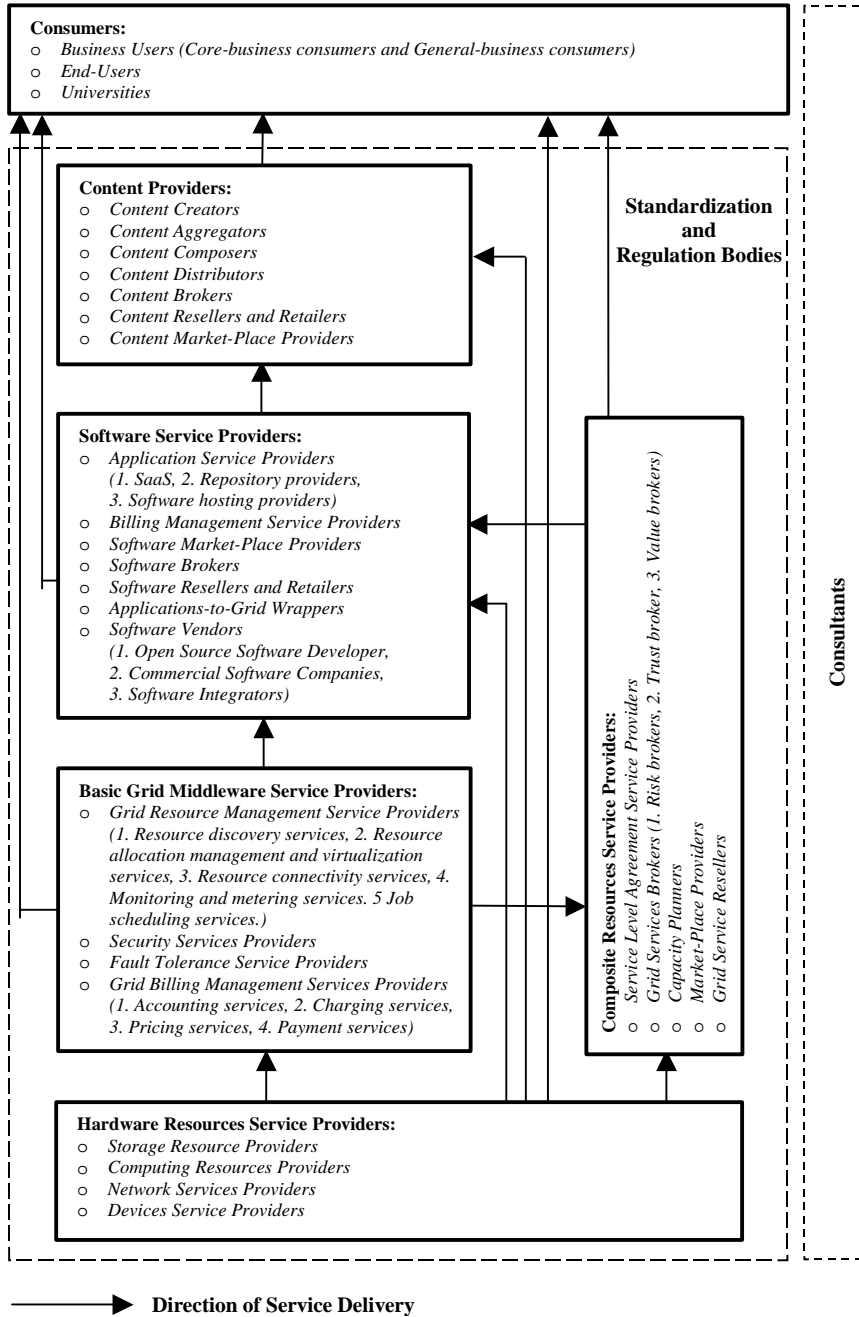 Consumers:
o Business Users (Core-business consumers and General-business consumers)
o End-Users
o Universities
Content Providers:
o Content Creators
o Content Aggregators
o Content Composers
o Content Distributors
o Content Brokers
o Content Resellers and Retailers
o Content Market-Place Providers
Standardization
and
Regulation Bodies
Software Service Providers:
o Application Service Providers
(1. SaaS, 2. Repository providers,
3. Software hosting providers)
o Billing Management Service Providers
o Software Market-Place Providers
o Software Brokers
o Software Resellers and Retailers
o Applications-to-Grid Wrappers
o Software Vendors
(1. Open Source Software Developer,
2. Commercial Software Companies,
3. Software Integrators)
Basic Grid Middleware Service Providers:
o Grid Resource Management Service Providers
(1. Resource discovery services, 2. Resource
allocation management and virtualization
services, 3. Resource connectivity services, 4.
Monitoring and metering services. 5 Job
scheduling services.)
o Security Services Providers
o Fault Tolerance Service Providers
o Grid Billing Management Services Providers
(1. Accounting services, 2. Charging services,
3. Pricing services, 4. Payment services)
Composite Resources Service Providers:
o Service Level Agreement Service Providers
o Grid Services Brokers (1. Risk brokers, 2. Trust broker, 3. Value brokers)
o Capacity Planners
o Market-Place Providers
o Grid Service Resellers
Hardware Resources Service Providers:
o Storage Resource Providers
o Computing Resources Providers
o Network Services Providers
o Devices Service Providers
Consultants
Direction of Service Delivery